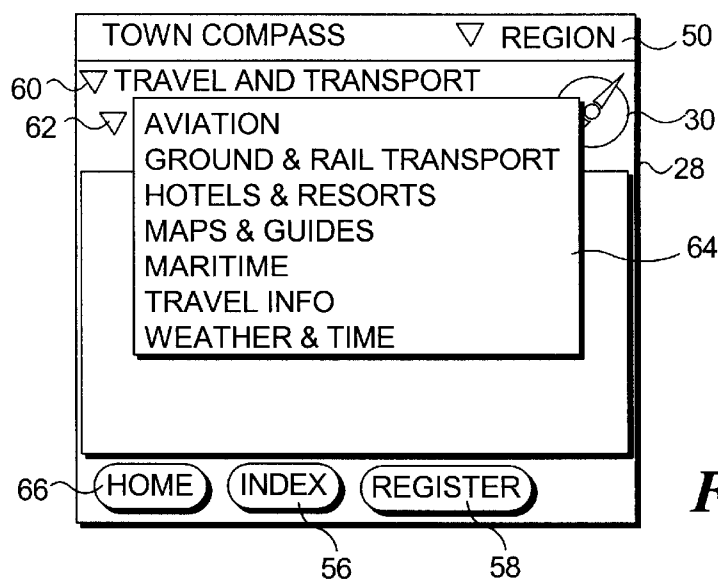 TOWN COMPASS REGION 50
60 TRAVEL AND TRANSPORT
62 AVIATION 30
GROUND & RAIL TRANSPORT 28
HOTELS & RESORTS
MAPS & GUIDES 64
MARITIME
TRAVEL INFO
WEATHER & TIME
66 HOME INDEX REGISTER F
56 58